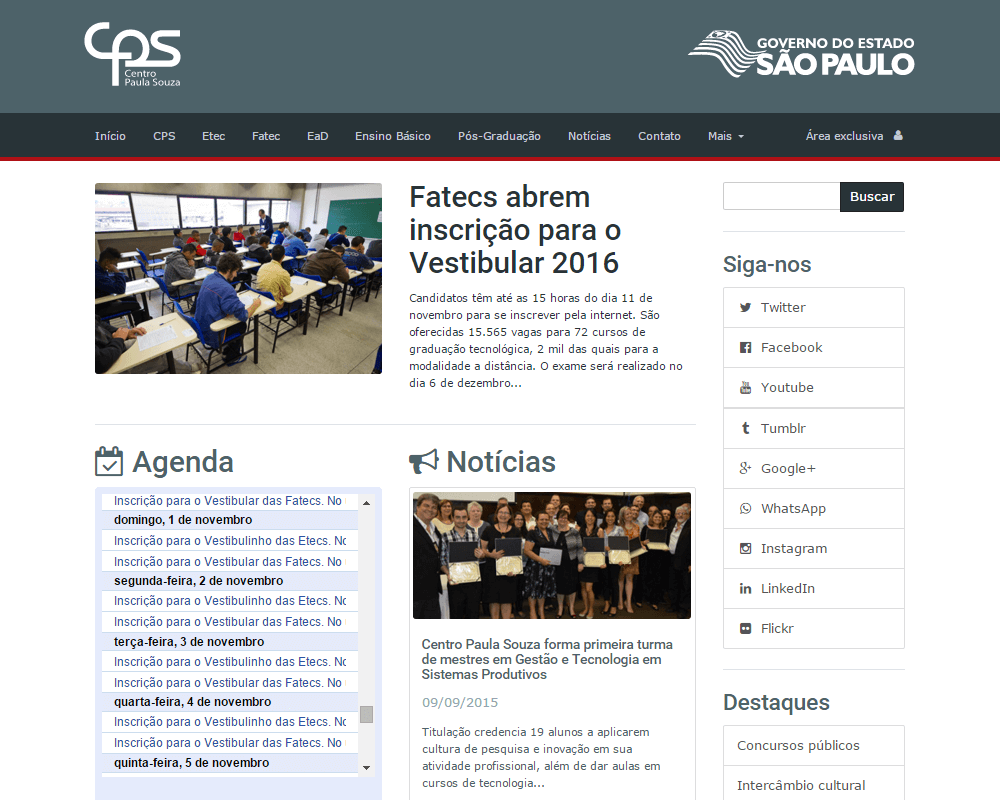 CPS
Centro
Paula Souza
GOVERNO DO ESTADO
SÃO PAULO
Início CPS Etec Fatec EaD Ensino Básico Pós-Graduação Notícias Contato Mais Área exclusiva
Fatecs abrem
inscrição para o
Vestibular 2016
Candidatos têm até as 15 horas do dia 11 de
novembro para se inscrever pela internet. São
oferecidas 15.565 vagas para 72 cursos de
graduação tecnológica, 2 mil das quais para a
modalidade a distância. O exame será realizado no
dia 6 de dezembro...
Agenda
Inscrição para o Vestibular das Fatecs. No
domingo, 1 de novembro
Inscrição para o Vestibulinho das Etecs. No
Inscrição para o Vestibular das Fatecs. No
segunda-feira, 2 de novembro
Inscrição para o Vestibulinho das Etecs. No
Inscrição para o Vestibular das Fatecs. No
terça-feira, 3 de novembro
Inscrição para o Vestibulinho das Etecs. No
Inscrição para o Vestibular das Fatecs. No
quarta-feira, 4 de novembro
Inscrição para o Vestibulinho das Etecs. No
Inscrição para o Vestibular das Fatecs. No
quinta-feira, 5 de novembro
Notícias
Centro Paula Souza forma primeira turma
de mestres em Gestão e Tecnologia em
Sistemas Produtivos
09/09/2015
Titulação credencia 19 alunos a aplicarem
cultura de pesquisa e inovação em sua
atividade profissional, além de dar aulas em
cursos de tecnologia...
Buscar
Siga-nos
Twitter
Facebook
Youtube
Tumblr
Google+
WhatsApp
Instagram
LinkedIn
Flickr
Destaques
Concursos públicos
Intercâmbio cultural